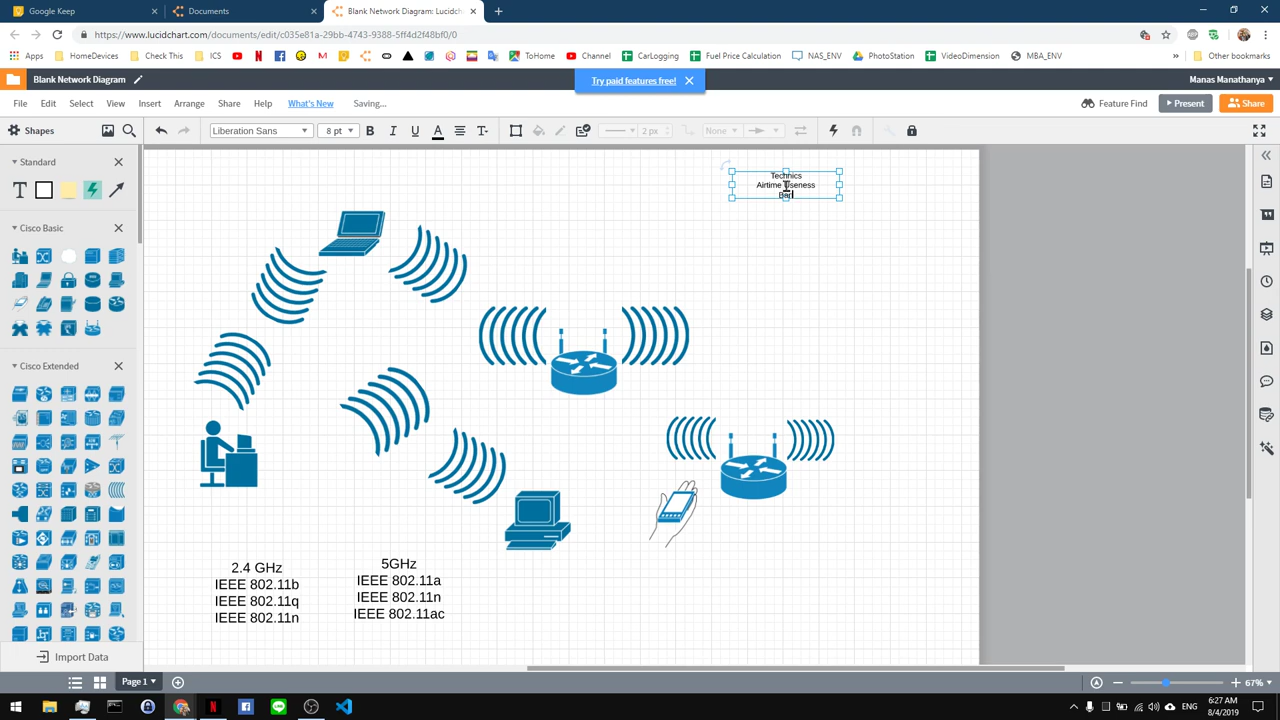 Google Keep
Documents
Blank Network Diagram: Lucidch
https://www.lucidchart.com/documents/edit/c035e81a-29bb-4743-9388-5ff4d2f48bf0/0
Apps
HomeDevices
Check This
ICS
ToHome
Channel
CarLogging
Fuel Price Calculation
NAS_ENV
PhotoStation
VideoDimension
MBA_ENV
Other bookmarks
Blank Network Diagram
Try paid features free!
Manas Manathanya
File
Edit
Select
View
Insert
Arrange
Share
Help
What's New
Saving...
Feature Find
Present
Share
Shapes
Liberation Sans
8 pt
2 px
None
Standard
Cisco Basic
Cisco Extended
Technics
Airtime Useness
2.4 GHz
IEEE 802.11b
IEEE 802.11q
IEEE 802.11n
5GHz
IEEE 802.11a
IEEE 802.11n
IEEE 802.11ac
Import Data
Page 1
67%
ENG
6:27 AM
8/4/2019